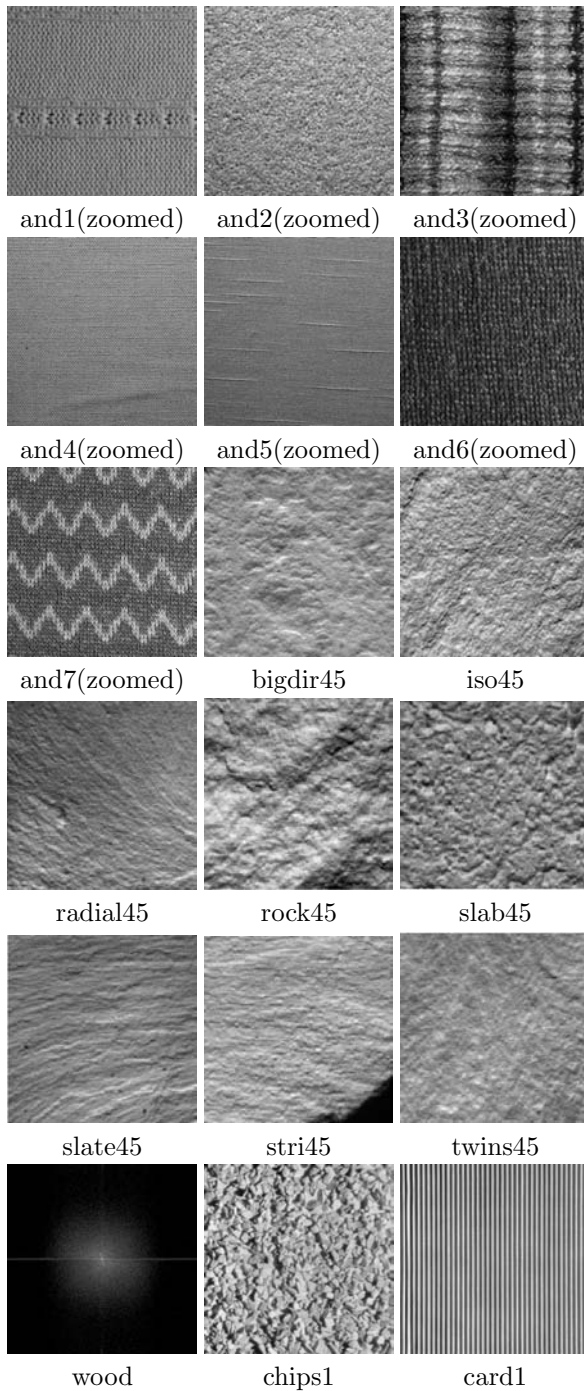 and1(zoomed) and2(zoomed) and3(zoomed)
and4(zoomed) and5(zoomed) and6(zoomed)
and7(zoomed) bigdir45 iso45
radial45 rock45 slab45
slate45 stri45 twins45
wood chips1 card1